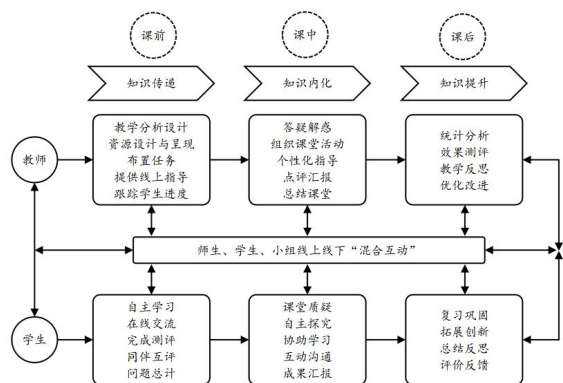 课前
课中
课后
知识传递
知识内化
知识提升
教师
教学分析设计
资源设计与呈现
布置任务
提供线上指导
跟踪学生进度
答疑解惑
组织课堂活动
个性化指导
点评汇报
总结课堂
统计分析
效果测评
教学反思
优化改进
师生、学生、小组线上线下“混合互动”
学生
自主学习
在线交流
完成测评
同伴互评
问题总计
课堂质疑
自主探究
协助学习
互动沟通
成果汇报
复习巩固
拓展创新
总结反思
评价反馈